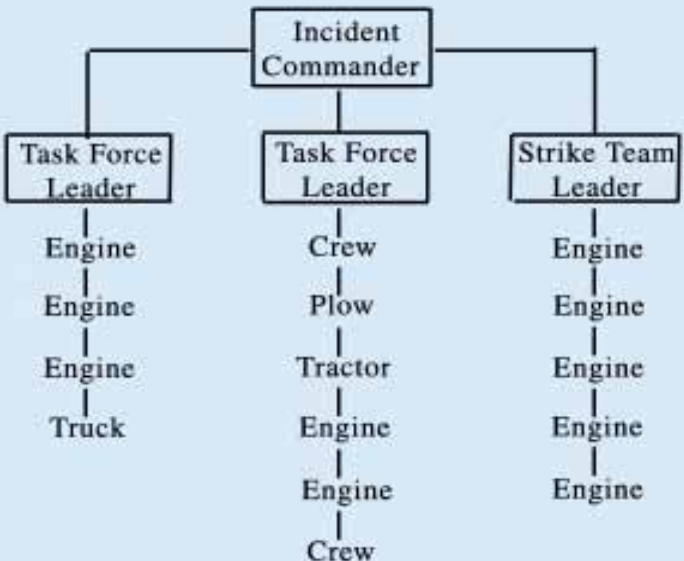 Incident
Commander
Task Force
Leader
Engine
Engine
Engine
Truck
Task Force
Leader
Crew
Plow
Tractor
Engine
Engine
Crew
Strike Team
Leader
Engine
Engine
Engine
Engine
Engine